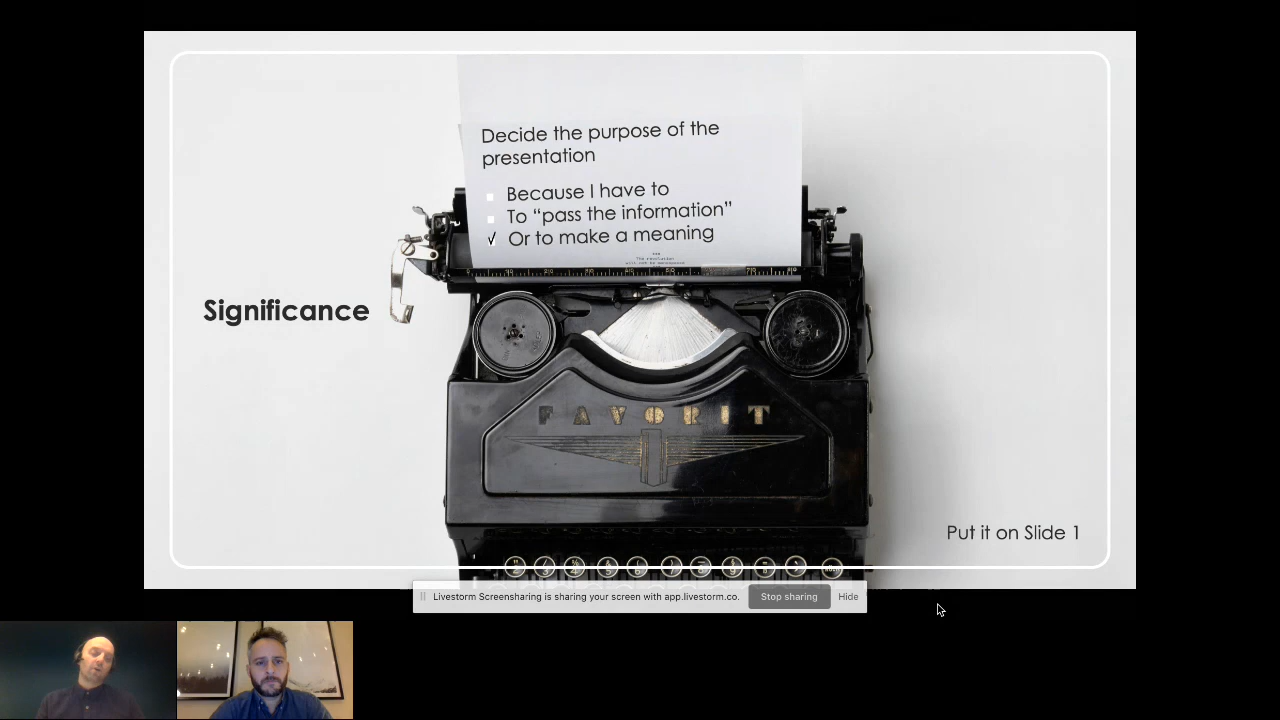 Decide the purpose of the
presentation
Because I have to
To “pass the information”
√ Or to make a meaning
Significance
FAVORIT
Put it on Slide 1
Livestorm Screensharing is sharing your screen with app.livestorm.co.
Stop sharing
Hide